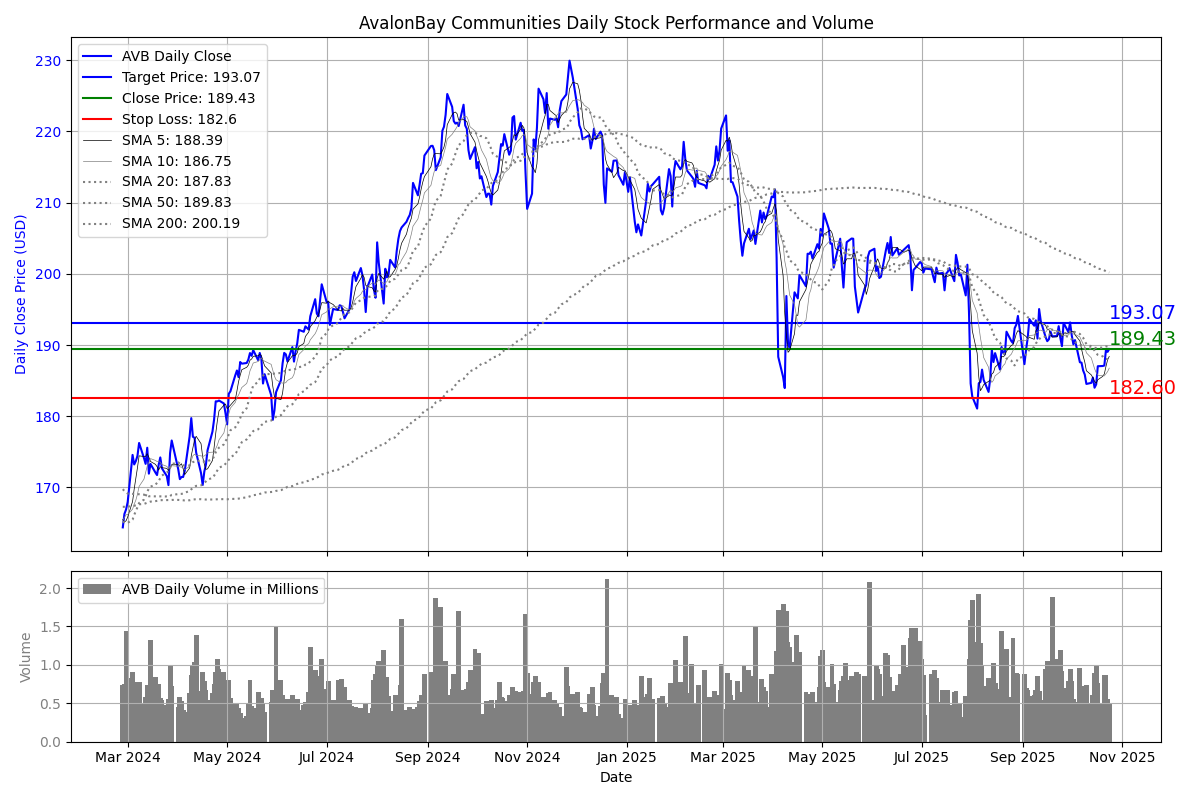 AvalonBay Communities Daily Stock Performance and Volume
AVB Daily Close
Target Price: 193.07
Close Price: 189.43
Stop Loss: 182.6
SMA 5: 188.39
SMA 10: 186.75
SMA 20: 187.83
SMA 50: 189.83
SMA 200: 200.19
Daily Close Price (USD)
230
220
210
200
190
180
170
193.07
189.43
182.60
AVB Daily Volume in Millions
Volume
2.0
1.5
1.0
0.5
0.0
Mar 2024
May 2024
Jul 2024
Sep 2024
Nov 2024
Jan 2025
Mar 2025
May 2025
Jul 2025
Sep 2025
Nov 2025
Date